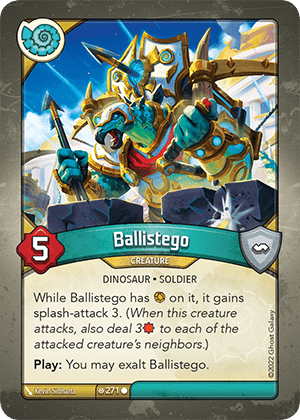 Ballistego
CREATURE
5
DINOSAUR • SOLDIER
While Ballistego has on it, it gains
splash-attack 3. (When this creature
attacks, also deal 3 to each of the
attacked creature's neighbors.)
Play: You may exalt Ballistego.
Kevin Sidharta
271
©2022 Ghost Galaxy